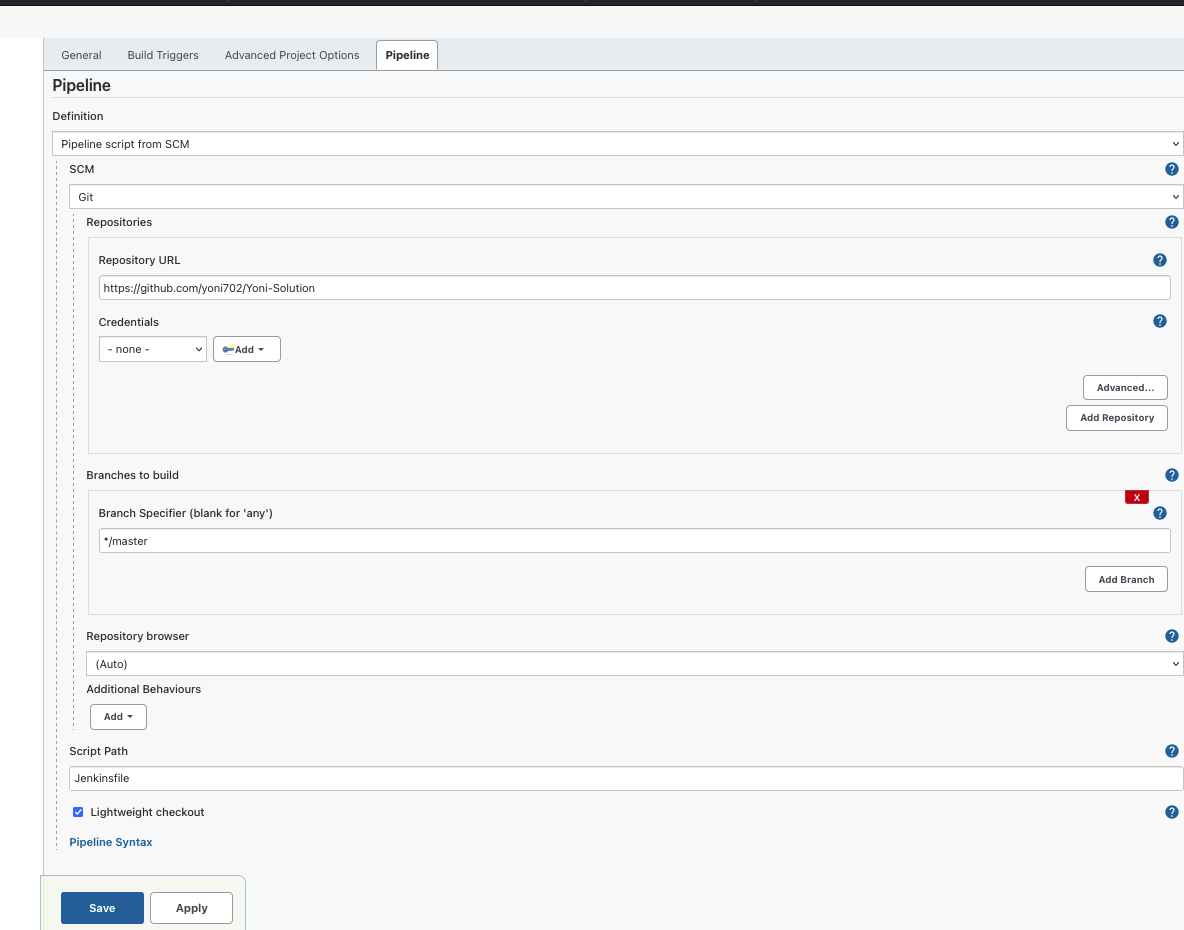 General Build Triggers Advanced Project Options Pipeline
Pipeline
Definition
Pipeline script from SCM
SCM
?
Git
Repositories
?
Repository URL
?
https://github.com/yoni702/Yoni-Solution
Credentials
?
- none -
Add
Advanced...
Add Repository
Branches to build
?
X
Branch Specifier (blank for 'any')
?
*/master
Add Branch
Repository browser
?
(Auto)
Additional Behaviours
Add
Script Path
?
Jenkinsfile
Lightweight checkout
?
Pipeline Syntax
Save Apply